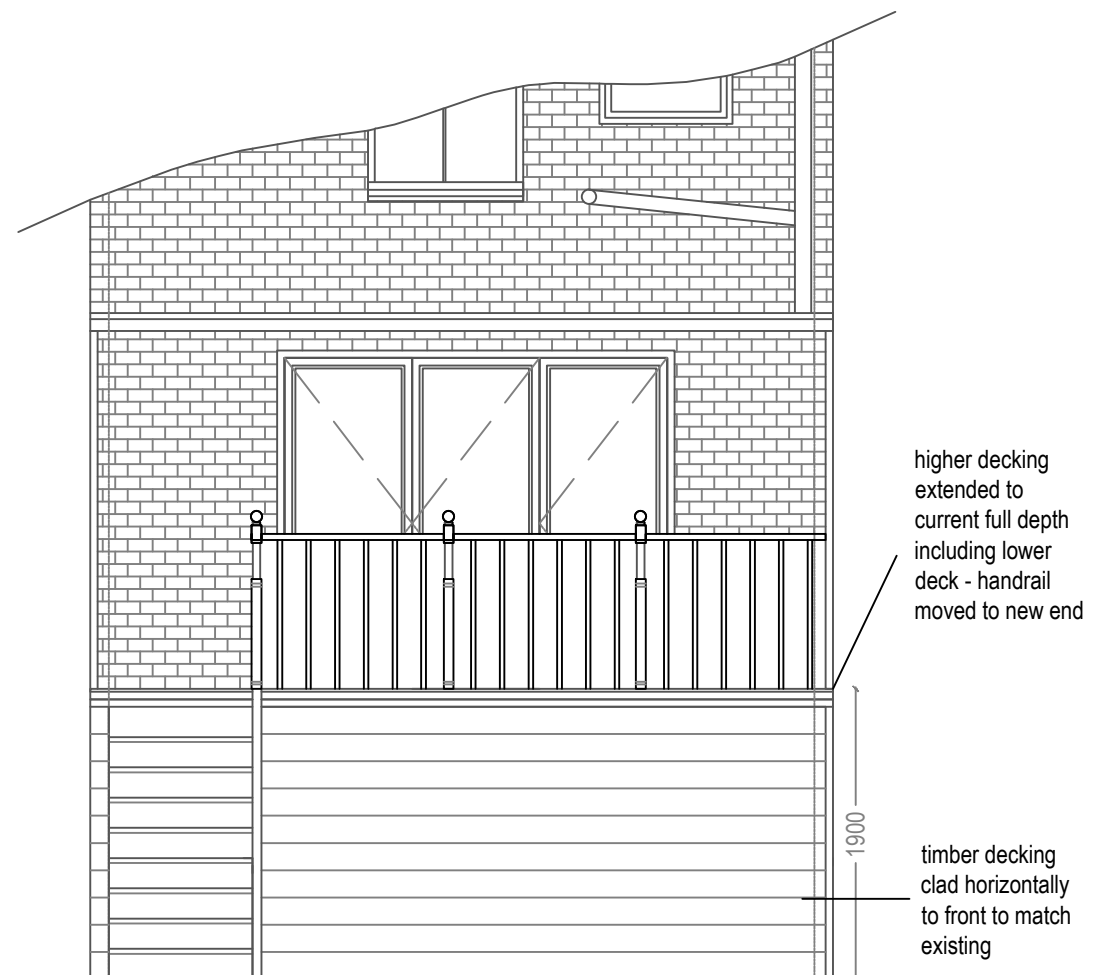 higher decking
extended to
current full depth
including lower
deck - handrail
moved to new end
1900
timber decking
clad horizontally
to front to match
existing